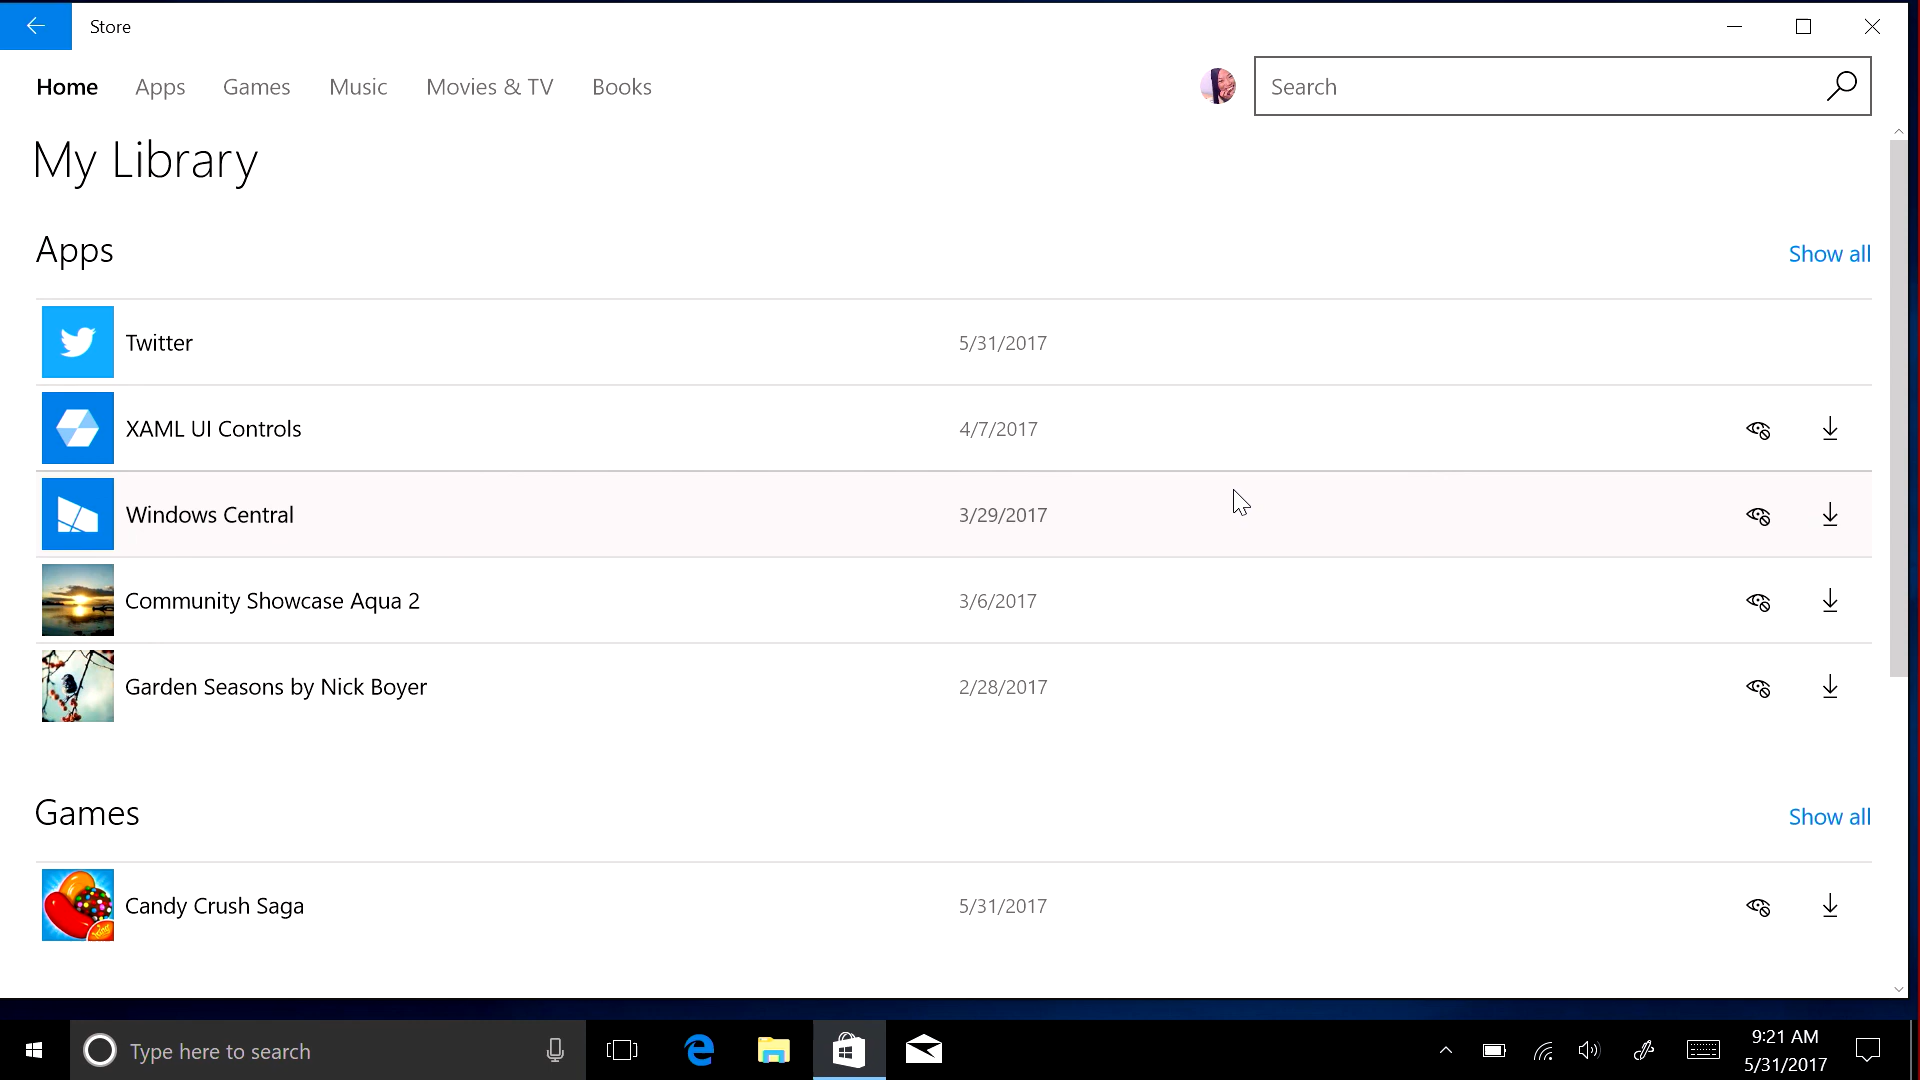 Store
Home Apps Games Music Movies & TV Books Search
My Library
Apps Show all
Twitter 5/31/2017
XAML UI Controls 4/7/2017
Windows Central 3/29/2017
Community Showcase Aqua 2 3/6/2017
Garden Seasons by Nick Boyer 2/28/2017
Games Show all
Candy Crush Saga 5/31/2017
Type here to search
9:21 AM
5/31/2017